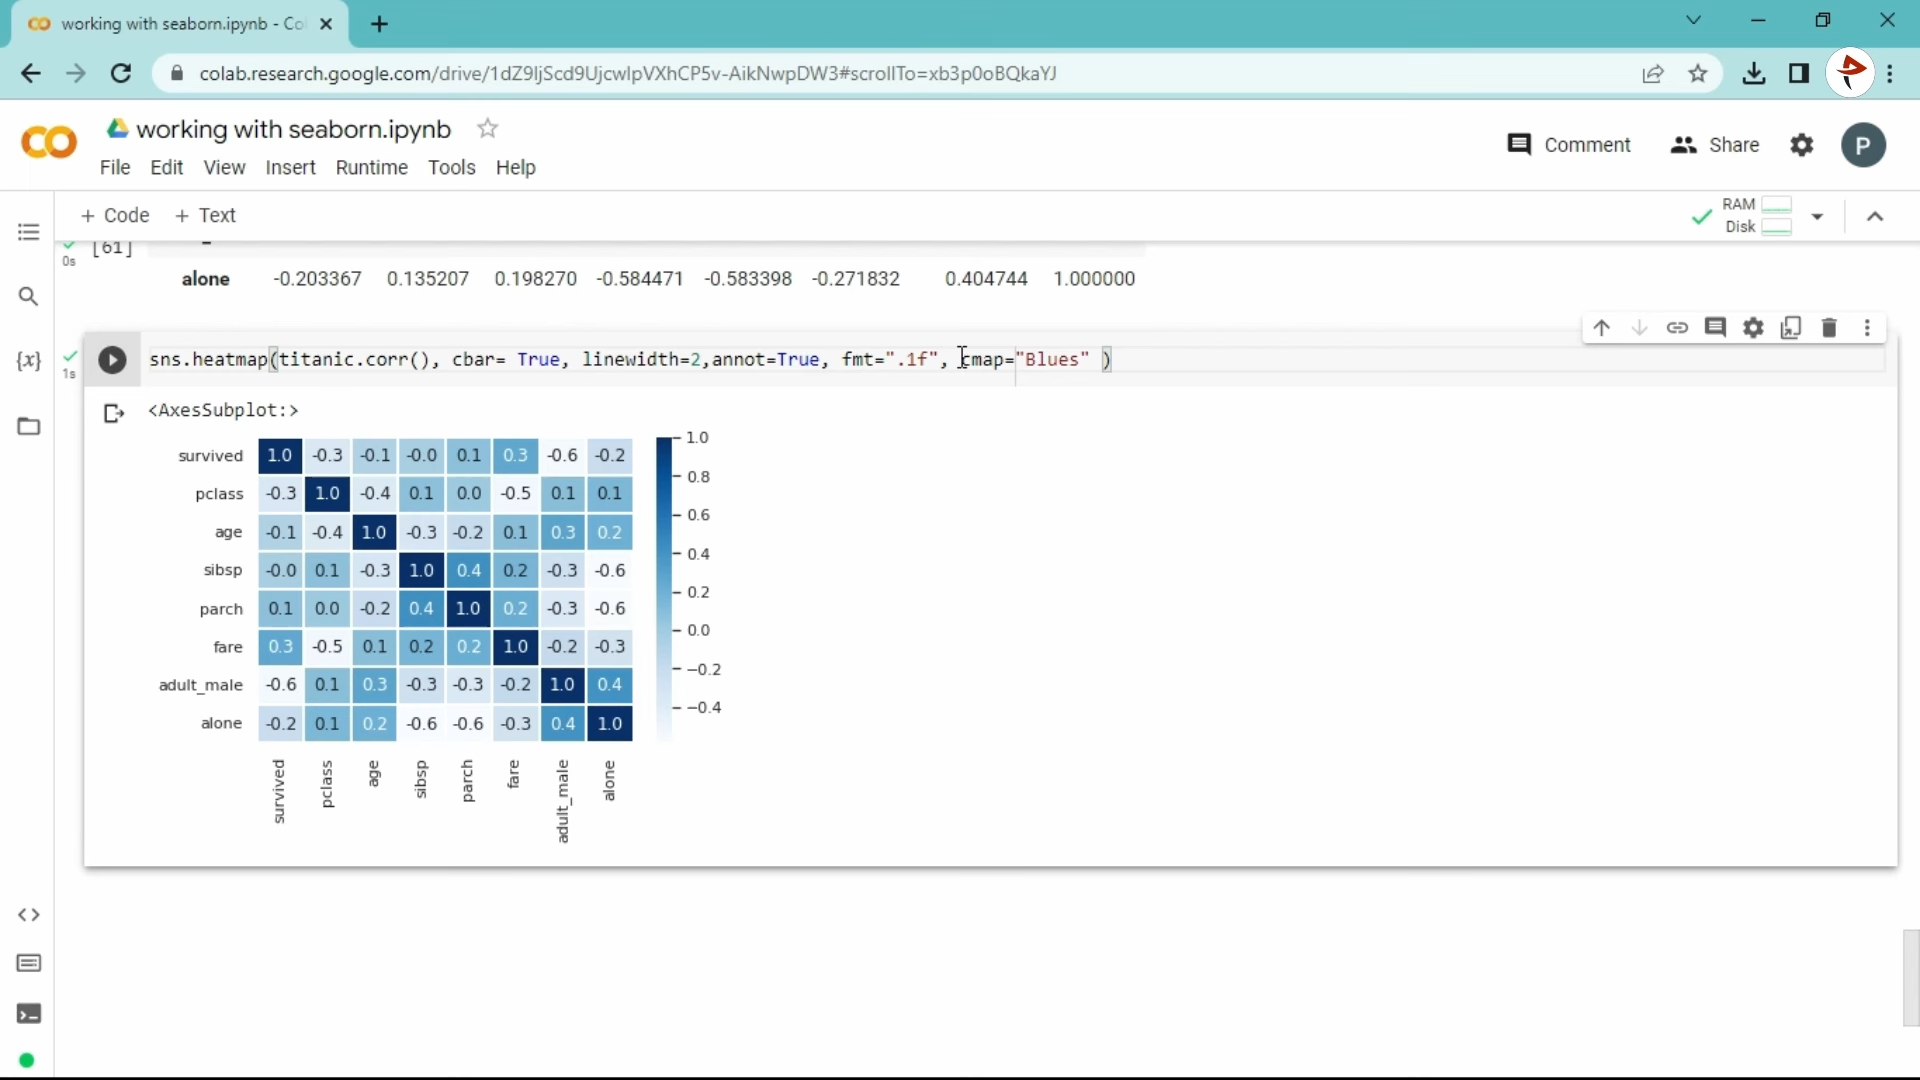 working with seaborn.ipynb - Co
colab.research.google.com/drive/1dZ9ljScd9UjcwlpVXhCP5v-AikNwpDW3#scrollTo=xb3p0oBQkaYJ
working with seaborn.ipynb
File Edit View Insert Runtime Tools Help
Comment Share P
+ Code + Text
RAM
Disk
[61]
0s
alone -0.203367 0.135207 0.198270 -0.584471 -0.583398 -0.271832 0.404744 1.000000
{x}
1s
sns.heatmap(titanic.corr(), cbar= True, linewidth=2,annot=True, fmt=".1f", cmap="Blues" )
<AxesSubplot:>
survived 1.0 -0.3 -0.1 -0.0 0.1 0.3 -0.6 -0.2
pclass -0.3 1.0 -0.4 0.1 0.0 -0.5 0.1 0.1
age -0.1 -0.4 1.0 -0.3 -0.2 0.1 0.3 0.2
sibsp -0.0 0.1 -0.3 1.0 0.4 0.2 -0.3 -0.6
parch 0.1 0.0 -0.2 0.4 1.0 0.2 -0.3 -0.6
fare 0.3 -0.5 0.1 0.2 0.2 1.0 -0.2 -0.3
adult_male -0.6 0.1 0.3 -0.3 -0.3 -0.2 1.0 0.4
alone -0.2 0.1 0.2 -0.6 -0.6 -0.3 0.4 1.0
survived pclass age sibsp parch fare adult_male alone
1.0
0.8
0.6
0.4
0.2
0.0
−0.2
−0.4